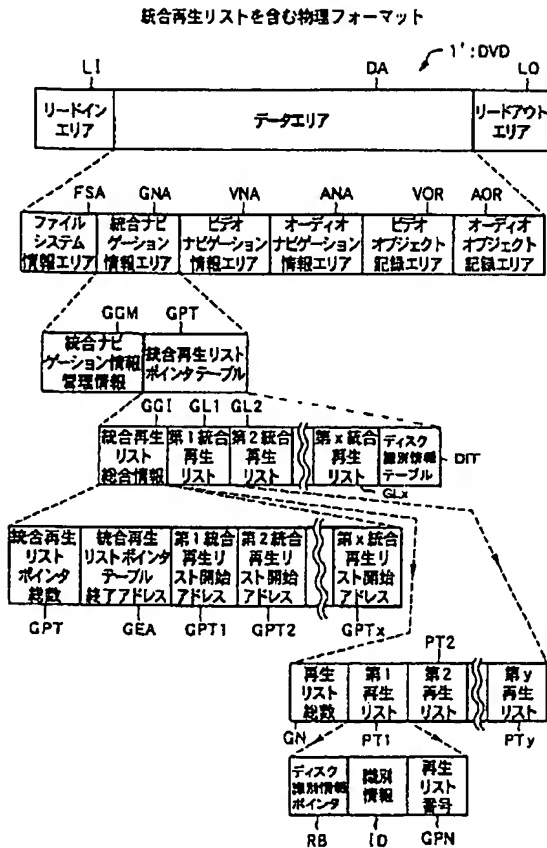 統合再生リストを含む物理フォーマット
1':DVD
LI
DA
LO
リードイン
エリア
データエリア
リードアウト
エリア
FSA
GNA
VNA
ANA
VOR
AOR
ファイル
システム
情報エリア
統合ナビ
ゲーション
情報エリア
ビデオ
ナビゲーション
情報エリア
オーディオ
ナビゲーション
情報エリア
ビデオ
オブジェクト
記録エリア
オーディオ
オブジェクト
記録エリア
GGM
GPT
統合ナビ
ゲーション情報
管理情報
統合再生リスト
ポインタテーブル
GGI
GL1
GL2
統合再生
リスト
総合情報
第1統合
再生
リスト
第2統合
再生
リスト
第x統合
再生
リスト
ディスク
識別情報
テーブル
DIT
GLx
統合再生
リスト
ポインタ
総数
統合再生
リストポインタ
テーブル
終了アドレス
第1統合
再生リ
スト開始
アドレス
第2統合
再生リ
スト開始
アドレス
第x統合
再生リ
スト開始
アドレス
GPT
GEA
GPT1
GPT2
GPTx
PT2
再生
リスト
総数
第1
再生
リスト
第2
再生
リスト
第y
再生
リスト
GN
PT1
PTy
ディスク
識別情報
ポインタ
識別
情報
再生
リスト
番号
RB
ID
GPN